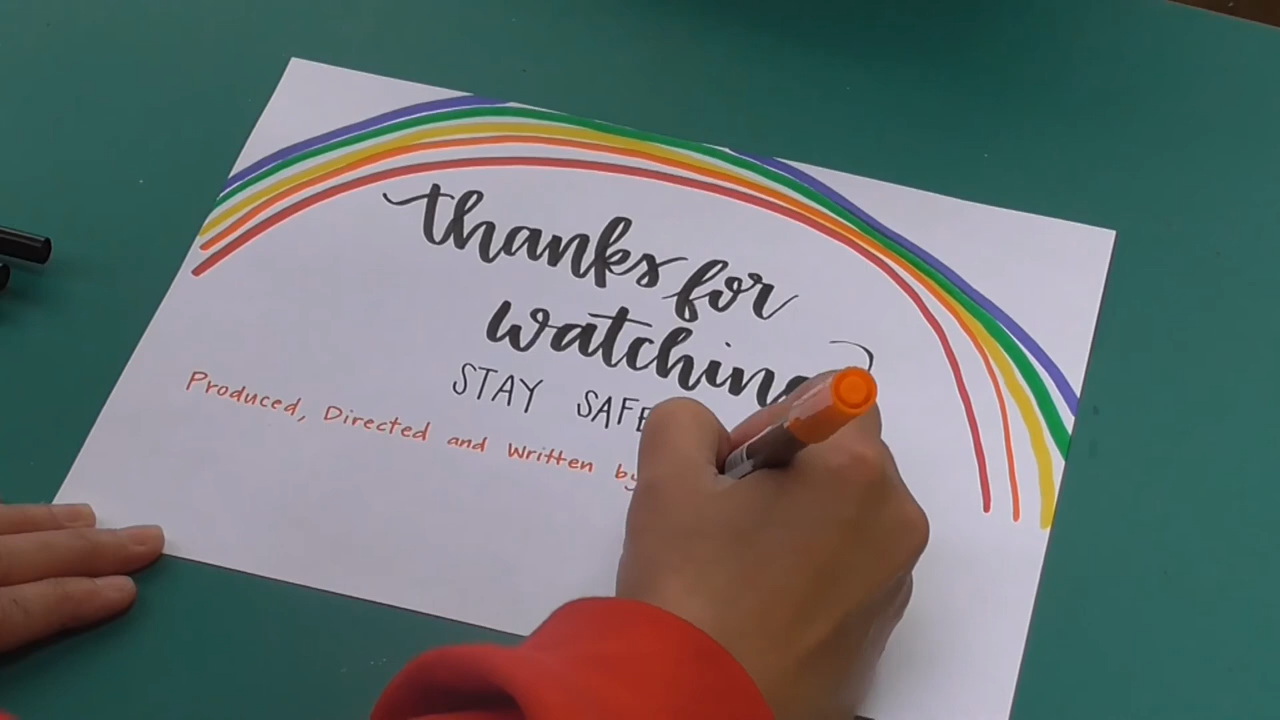 thanks for
watching
STAY SAFE
Produced, Directed and Written by